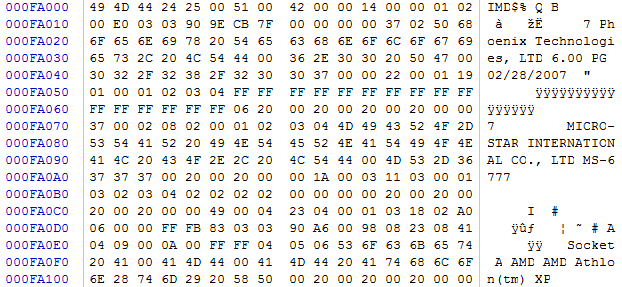 000FA000 49 4D 44 24 25 00 51 00 42 00 00 14 00 00 01 02 IMD$% Q B
000FA010 00 E0 03 03 90 9E CB 7F 00 00 00 00 00 37 02 50 68 à žË 7 Ph
000FA020 6F 65 6E 69 78 20 54 65 63 68 6E 6F 6C 6F 67 69 oenix Technologi
000FA030 65 73 2C 20 4C 54 44 00 36 2E 30 30 20 50 47 00 es, LTD 6.00 PG
000FA040 30 32 2F 32 38 2F 32 30 30 37 00 00 22 00 01 19 02/28/2007 "
000FA050 01 00 01 02 03 04 FF FF FF FF FF FF FF FF FF FF ÿÿÿÿÿÿÿÿÿÿ
000FA060 FF FF FF FF FF FF 06 20 00 20 00 20 00 20 00 00 ÿÿÿÿÿÿ
000FA070 37 00 02 08 02 00 01 02 03 04 4D 49 43 52 4F 2D 7 MICRO-
000FA080 53 54 41 52 20 49 4E 54 45 52 4E 41 54 49 4F 4E STAR INTERNATION
000FA090 41 4C 20 43 4F 2E 2C 20 4C 54 44 00 4D 53 2D 36 AL CO., LTD MS-6
000FA0A0 37 37 37 00 20 00 20 00 00 1A 00 03 11 03 00 01 777
000FA0B0 03 02 03 04 02 02 02 02 00 00 00 00 20 00 20 00
000FA0C0 20 00 20 00 00 49 00 04 23 04 00 01 03 18 02 A0 I #
000FA0D0 06 00 00 FF FB 83 03 03 90 A6 00 98 08 23 08 41 ÿûƒ ¦ ˜ # A
000FA0E0 04 09 00 0A 00 FF FF 04 05 06 53 6F 63 6B 65 74 ÿÿ Socket
000FA0F0 20 41 00 41 4D 44 00 41 4D 44 20 41 74 68 6C 6F A AMD AMD Athlo
000FA100 6E 28 74 6D 29 20 58 50 00 00 20 00 20 00 20 00 n(tm) XP